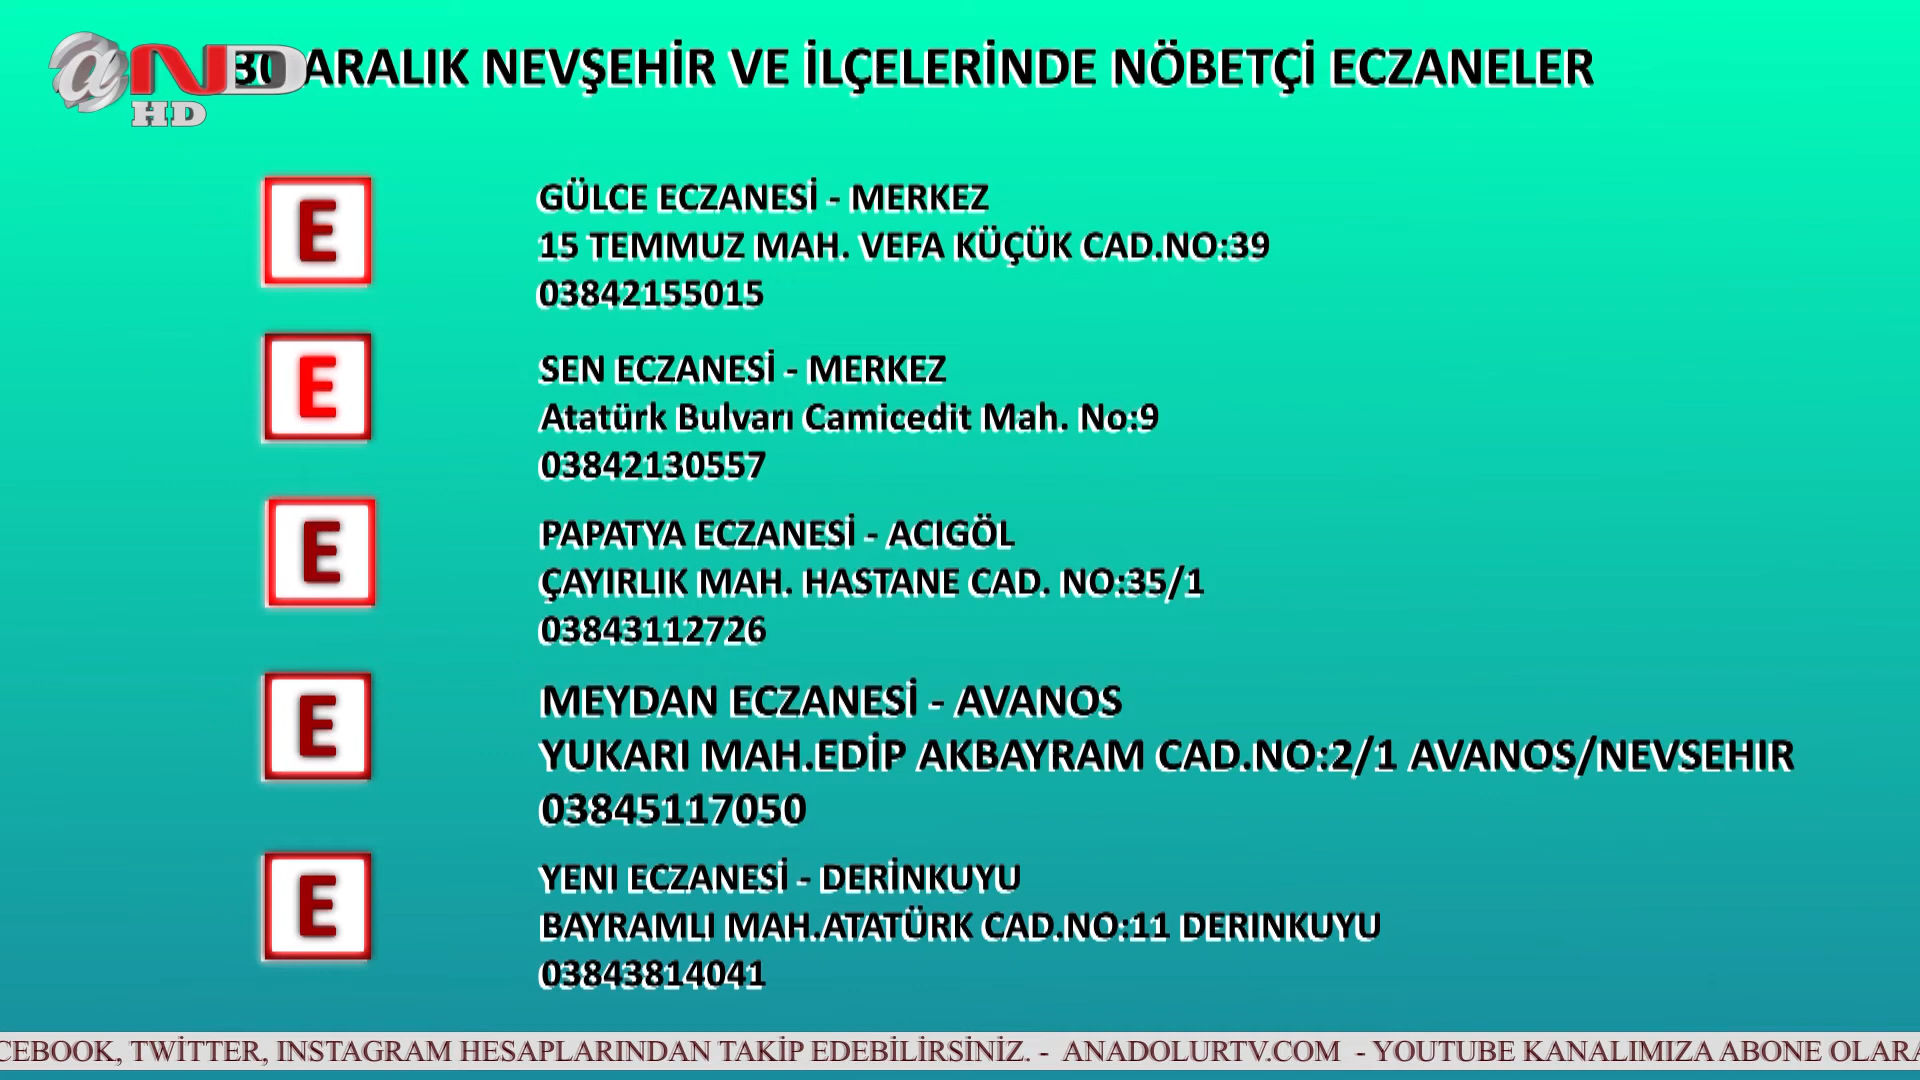 @ND
HD
30 ARALIK NEVŞEHİR VE İLÇELERİNDE NÖBETÇİ ECZANELER
E
GÜLCE ECZANESİ - MERKEZ
15 TEMMUZ MAH. VEFA KÜÇÜK CAD.NO:39
03842155015
E
SEN ECZANESİ - MERKEZ
Atatürk Bulvarı Camicedit Mah. No:9
03842130557
E
PAPATYA ECZANESİ - ACIGÖL
ÇAYIRLIK MAH. HASTANE CAD. NO:35/1
03843112726
E
MEYDAN ECZANESİ - AVANOS
YUKARI MAH.EDİP AKBAYRAM CAD.NO:2/1 AVANOS/NEVSEHIR
03845117050
E
YENI ECZANESİ - DERİNKUYU
BAYRAMLI MAH.ATATÜRK CAD.NO:11 DERINKUYU
03843814041
CEBOOK, TWİTTER, INSTAGRAM HESAPLARINDAN TAKİP EDEBİLİRSİNİZ. - ANADOLURTV.COM - YOUTUBE KANALIMIZA ABONE OLARA